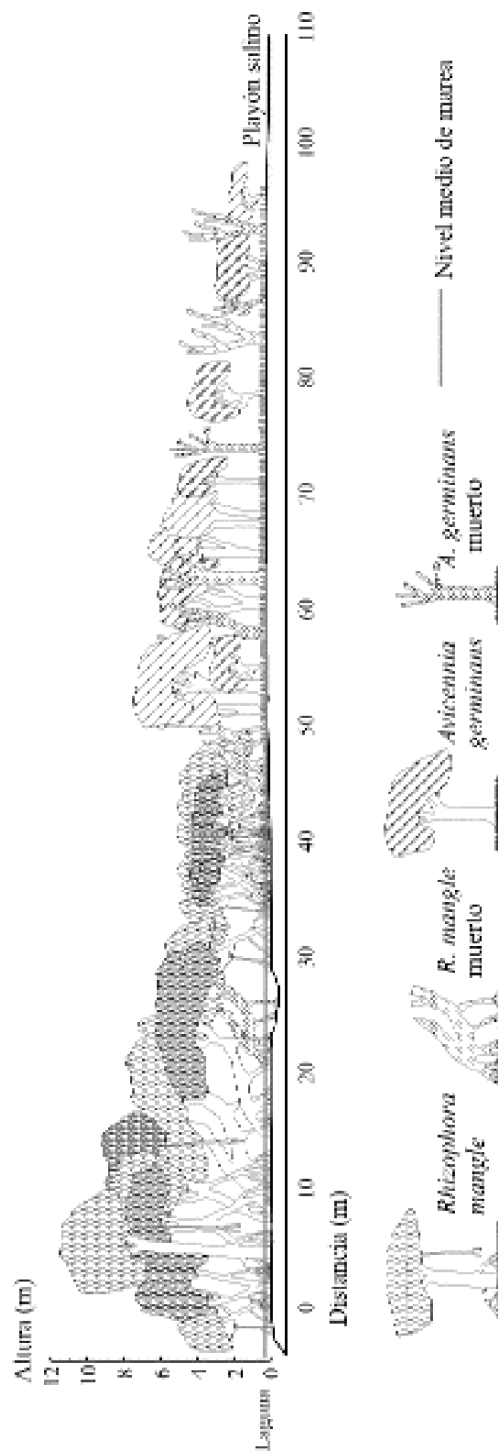 Altura (m)
12
10
8
6
4
2
0
Laguna
Playón salino
0 10 20 30 40 50 60 70 80 90 100 110
Distancia (m)
Rhizophora
mangle
R. mangle
muerto
Avicennia
germinans
A. germinans
muerto
Nivel medio de marea